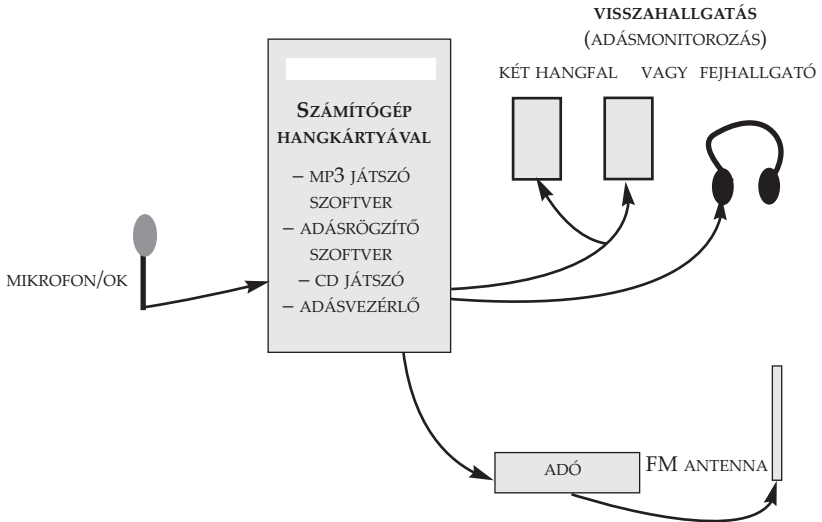 VISSZAHALLGATÁS
(ADÁSMONITOROZÁS)
KÉT HANGFAL VAGY FEJHALLGATÓ
SZÁMÍTÓGÉP
HANGKÁRTYÁVAL
– MP3 JÁTSZÓ
SZOFTVER
– ADÁSRÖGZÍTŐ
SZOFTVER
– CD JÁTSZÓ
– ADÁSVEZÉRLŐ
MIKROFON/OK
ADÓ
FM ANTENNA